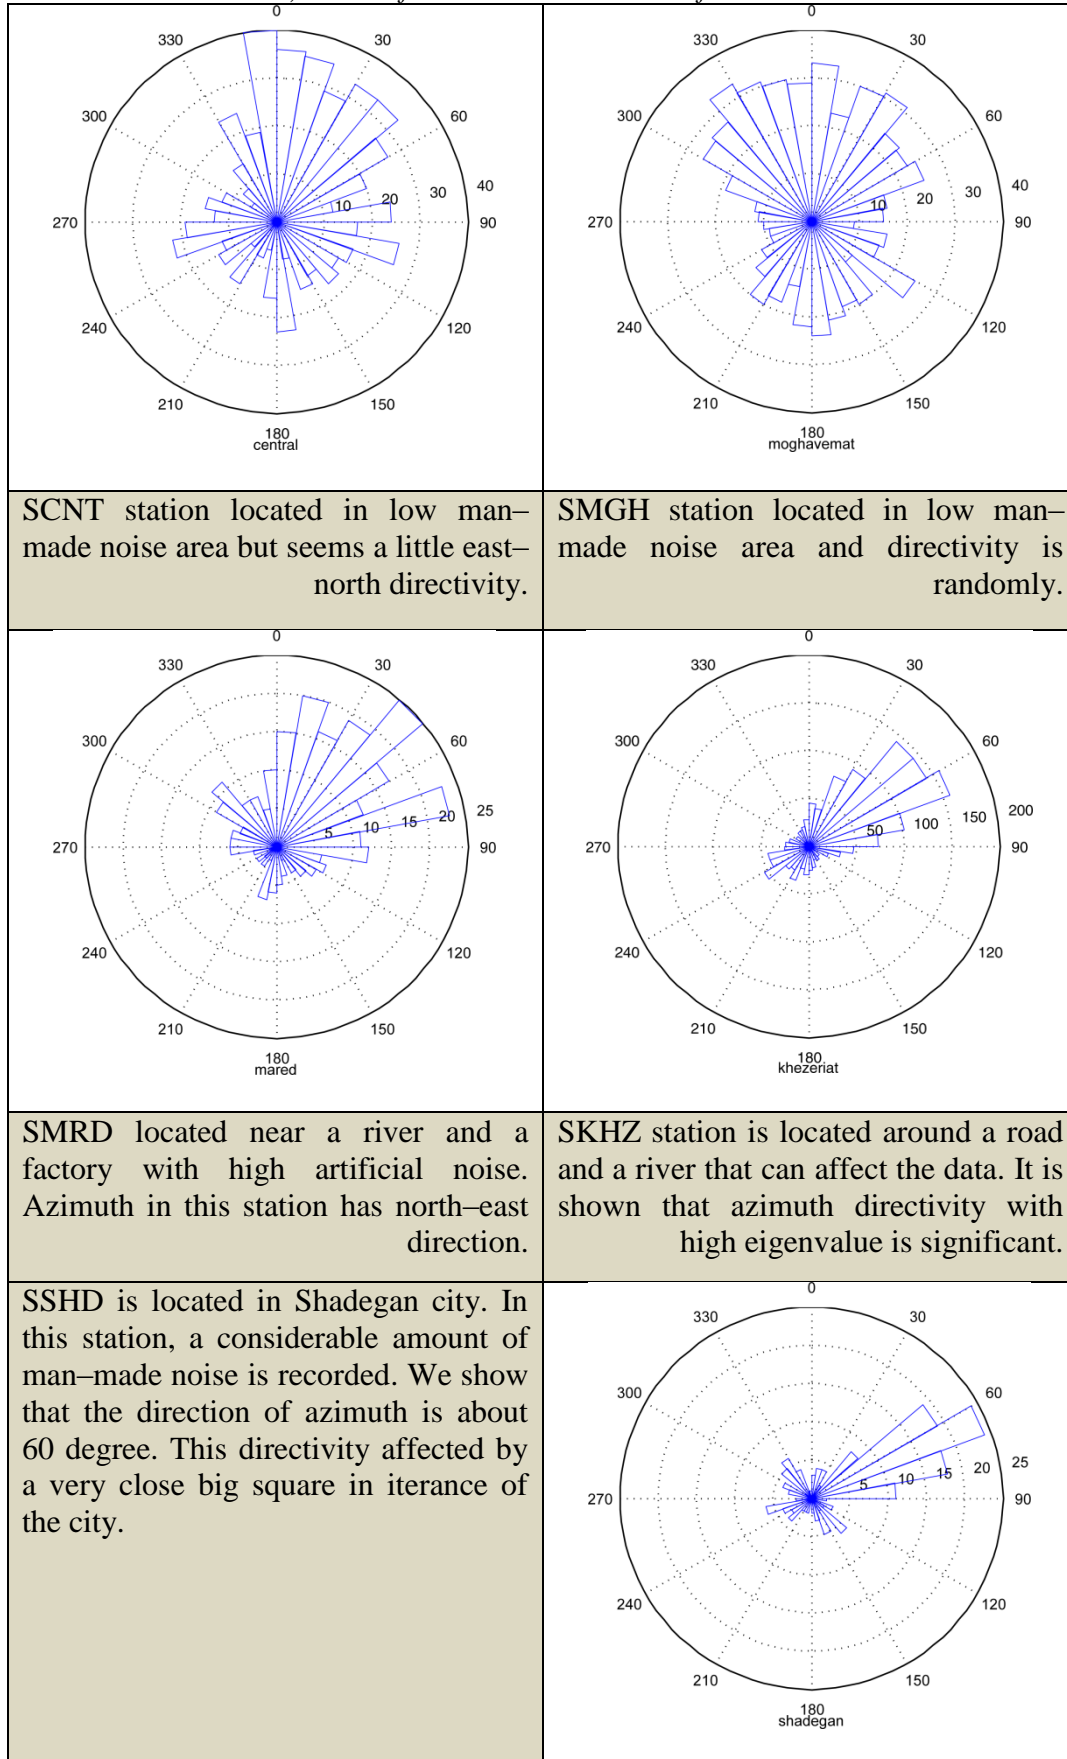 0
330 30
300 60
10 20 30 40
270 90
240 120
210 150
180
central
0
330 30
300 60
10 20 30 40
270 90
240 120
210 150
180
moghavemat
SCNT station located in low man–
made noise area but seems a little east–
north directivity.
SMGH station located in low man–
made noise area and directivity is
randomly.
0
330 30
300 60
5 10 15 20 25
270 90
240 120
210 150
180
mared
0
330 30
300 60
50 100 150 200
270 90
240 120
210 150
180
khezeriat
SMRD located near a river and a
factory with high artificial noise.
Azimuth in this station has north–east
direction.
SKHZ station is located around a road
and a river that can affect the data. It is
shown that azimuth directivity with
high eigenvalue is significant.
SSHD is located in Shadegan city. In
this station, a considerable amount of
man–made noise is recorded. We show
that the direction of azimuth is about
60 degree. This directivity affected by
a very close big square in iterance of
the city.
0
330 30
300 60
5 10 15 20 25
270 90
240 120
210 150
180
shadegan